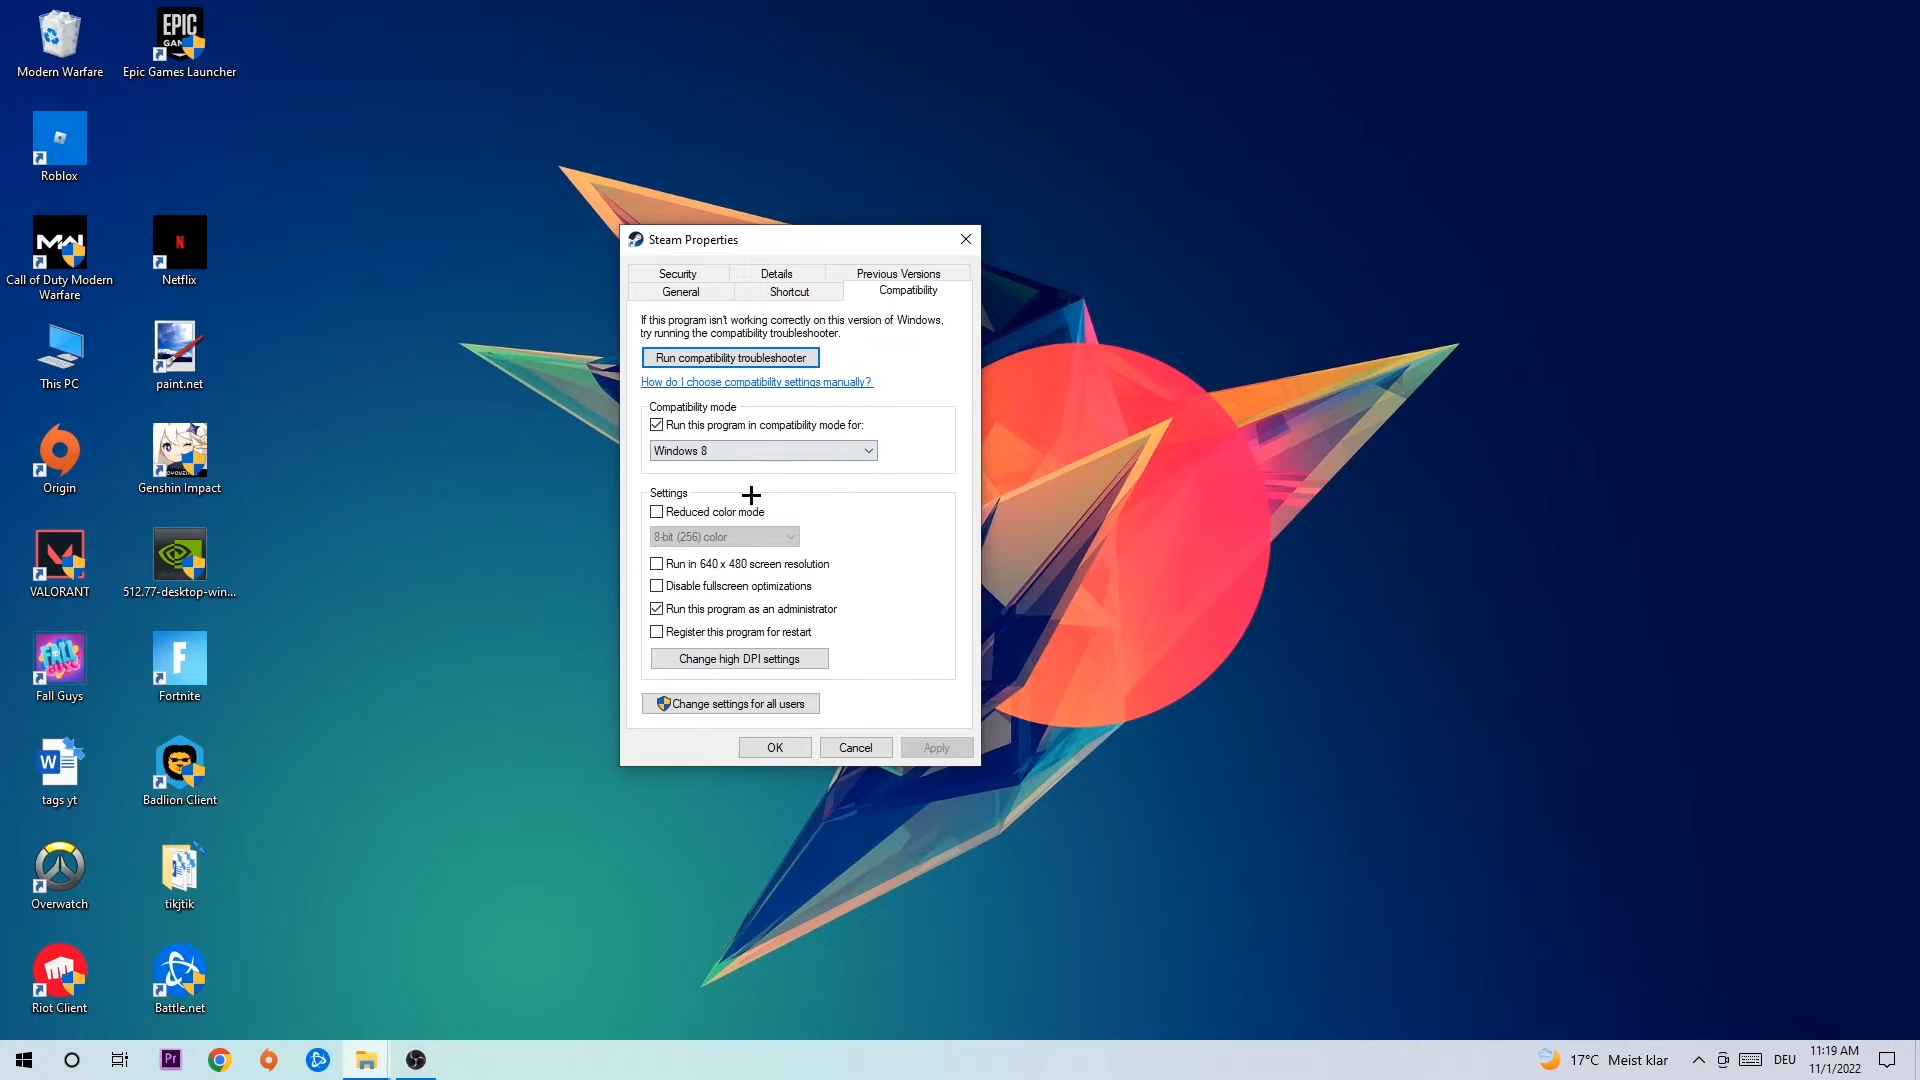 Modern Warfare
EPIC
GAMES
Epic Games Launcher
Roblox
MW
Call of Duty Modern
Warfare
N
Netflix
This PC
paint.net
Origin
Genshin Impact
VALORANT
512.77-desktop-win...
FALL
GUYS
Fall Guys
F
Fortnite
W
tags yt
Badlion Client
Overwatch
tikjtik
Riot Client
Battle.net
Steam Properties
Security
Details
Previous Versions
General
Shortcut
Compatibility
If this program isn't working correctly on this version of Windows,
try running the compatibility troubleshooter.
Run compatibility troubleshooter
How do I choose compatibility settings manually?
Compatibility mode
Run this program in compatibility mode for:
Windows 8
Settings
Reduced color mode
8-bit (256) color
Run in 640 x 480 screen resolution
Disable fullscreen optimizations
Run this program as an administrator
Register this program for restart
Change high DPI settings
Change settings for all users
OK
Cancel
Apply
Pr
17°C Meist klar
DEU
11:19 AM
11/1/2022